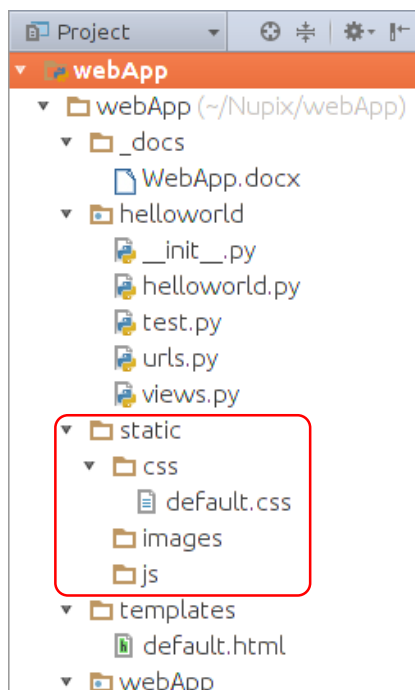 Project
webApp
webApp (~/Nupix/webApp)
_docs
WebApp.docx
helloworld
__init__.py
helloworld.py
test.py
urls.py
views.py
static
css
default.css
images
js
templates
default.html
webApp